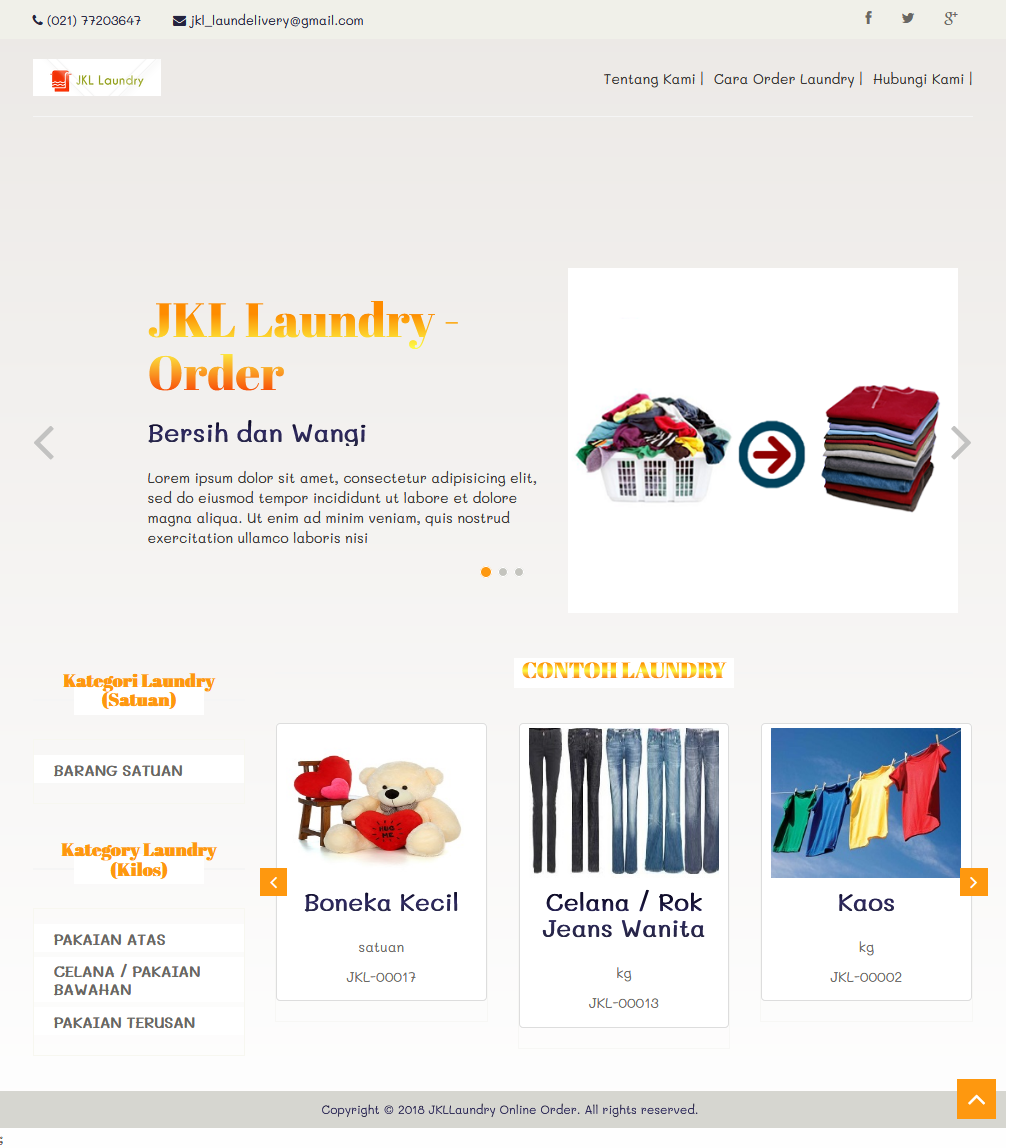 (021) 77203647 jkl_laundelivery@gmail.com
JKL Laundry
Tentang Kami | Cara Order Laundry | Hubungi Kami |
JKL Laundry -
Order
Bersih dan Wangi
Lorem ipsum dolor sit amet, consectetur adipisicing elit,
sed do eiusmod tempor incididunt ut labore et dolore
magna aliqua. Ut enim ad minim veniam, quis nostrud
exercitation ullamco laboris nisi
Kategori Laundry
(Satuan)
BARANG SATUAN
Kategory Laundry
(Kilos)
PAKAIAN ATAS
CELANA / PAKAIAN
BAWAHAN
PAKAIAN TERUSAN
CONTOH LAUNDRY
HUG
ME
Boneka Kecil
satuan
JKL-00017
Celana / Rok
Jeans Wanita
kg
JKL-00013
Kaos
kg
JKL-00002
Copyright © 2018 JKLLaundry Online Order. All rights reserved.
;